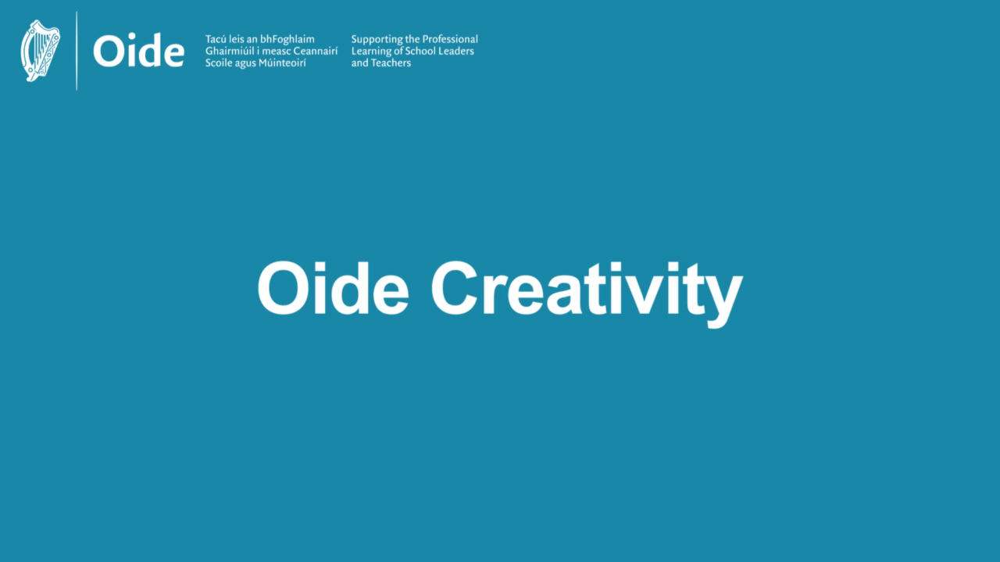 Oide
Tacú leis an bhFoghlaim
Ghairmiúil i measc Ceannairí
Scoile agus Múinteoirí
Supporting the Professional
Learning of School Leaders
and Teachers
Oide Creativity